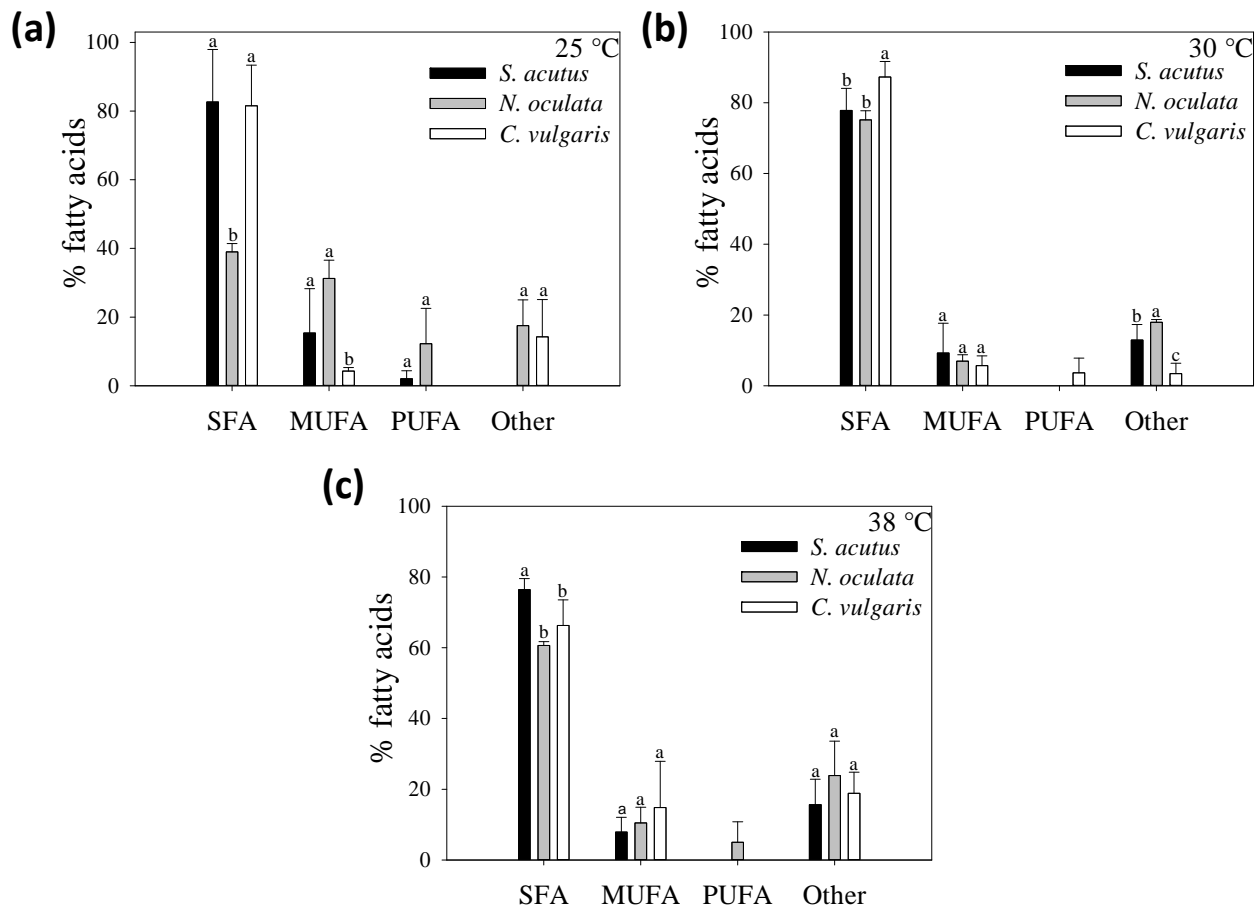 (a)
25 °C
S. acutus
N. oculata
C. vulgaris
% fatty acids
100
80
60
40
20
0
a
b
a
a
a
b
a
a
a
a
SFA MUFA PUFA Other
(b)
30 °C
S. acutus
N. oculata
C. vulgaris
% fatty acids
100
80
60
40
20
0
b
b
a
a
a
a
b
a
c
SFA MUFA PUFA Other
(c)
38 °C
S. acutus
N. oculata
C. vulgaris
% fatty acids
100
80
60
40
20
0
a
b
b
a
a
a
a
a
a
SFA MUFA PUFA Other